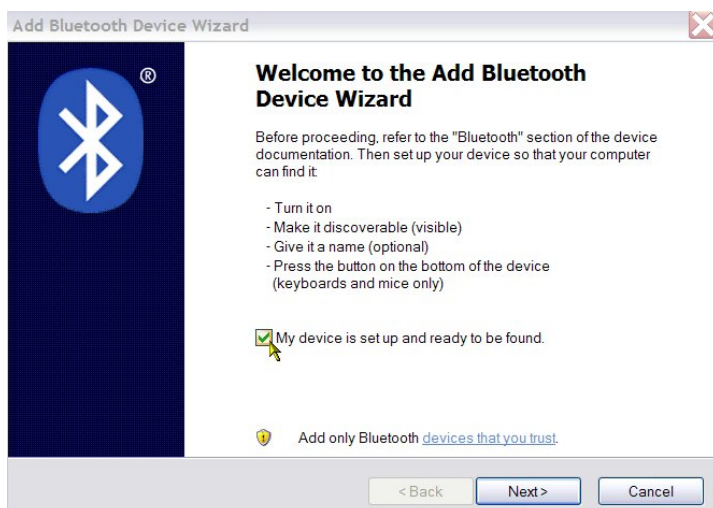 Add Bluetooth Device Wizard
®
Welcome to the Add Bluetooth
Device Wizard
Before proceeding, refer to the "Bluetooth" section of the device
documentation. Then set up your device so that your computer
can find it:
- Turn it on
- Make it discoverable (visible)
- Give it a name (optional)
- Press the button on the bottom of the device
(keyboards and mice only)
My device is set up and ready to be found.
Add only Bluetooth devices that you trust.
< Back Next > Cancel